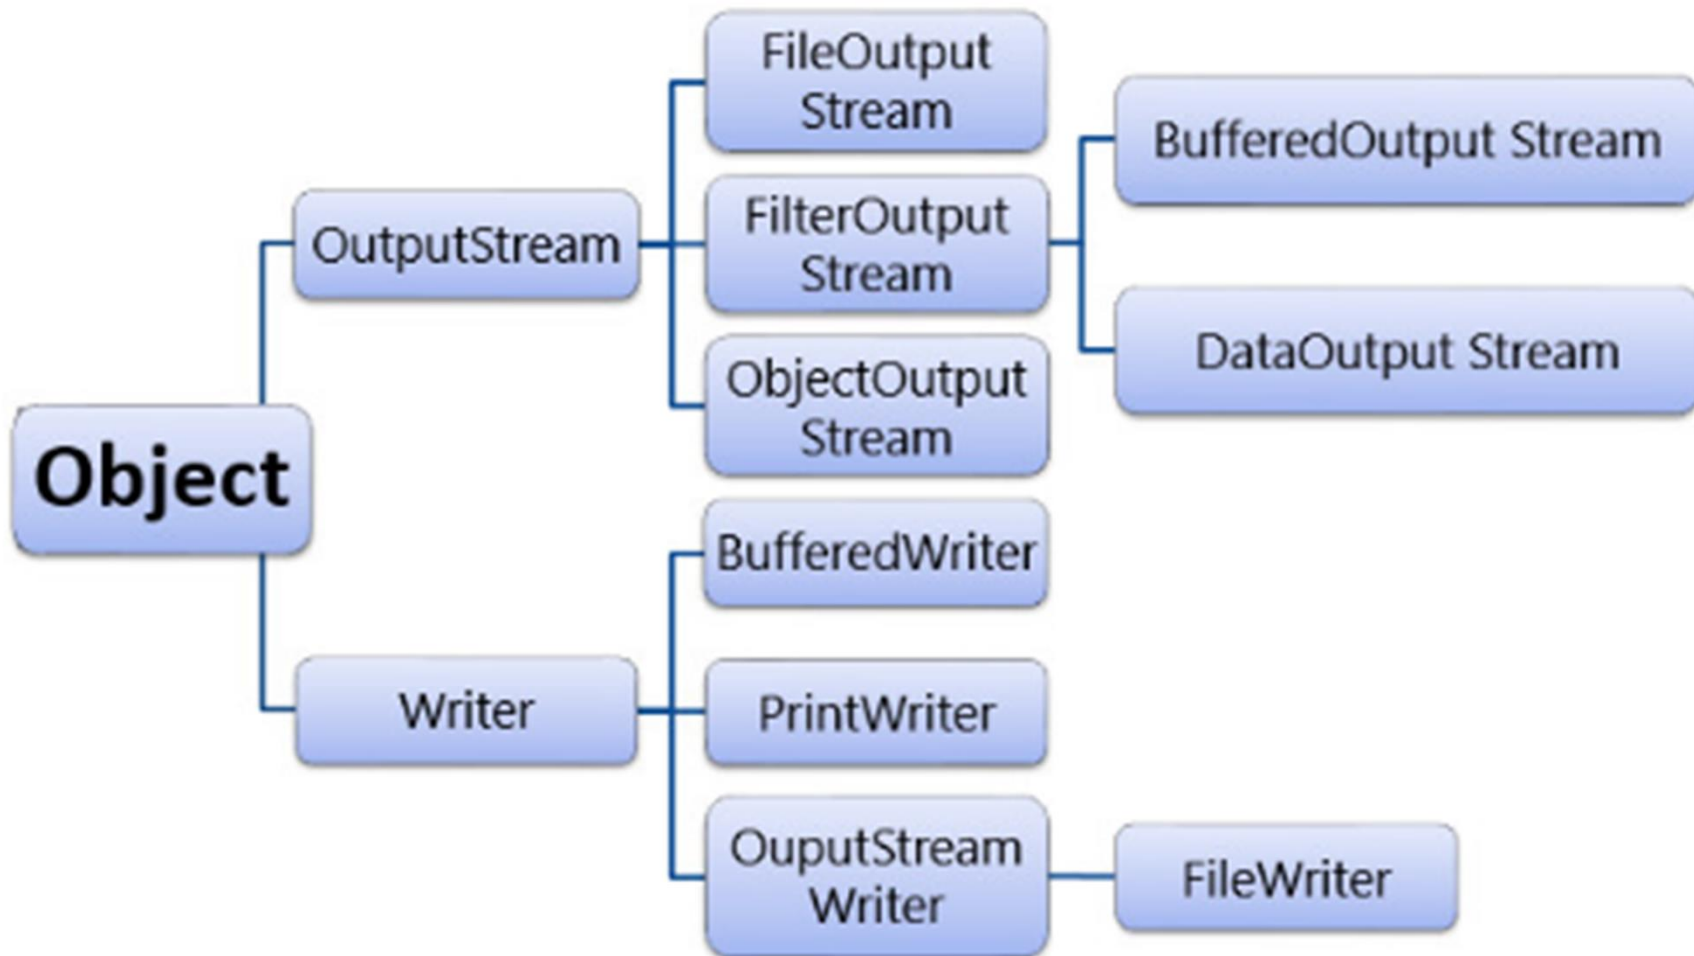 FileOutput
Stream
BufferedOutput Stream
OutputStream
FilterOutput
Stream
DataOutput Stream
ObjectOutput
Stream
Object
BufferedWriter
Writer
PrintWriter
OuputStream
Writer
FileWriter